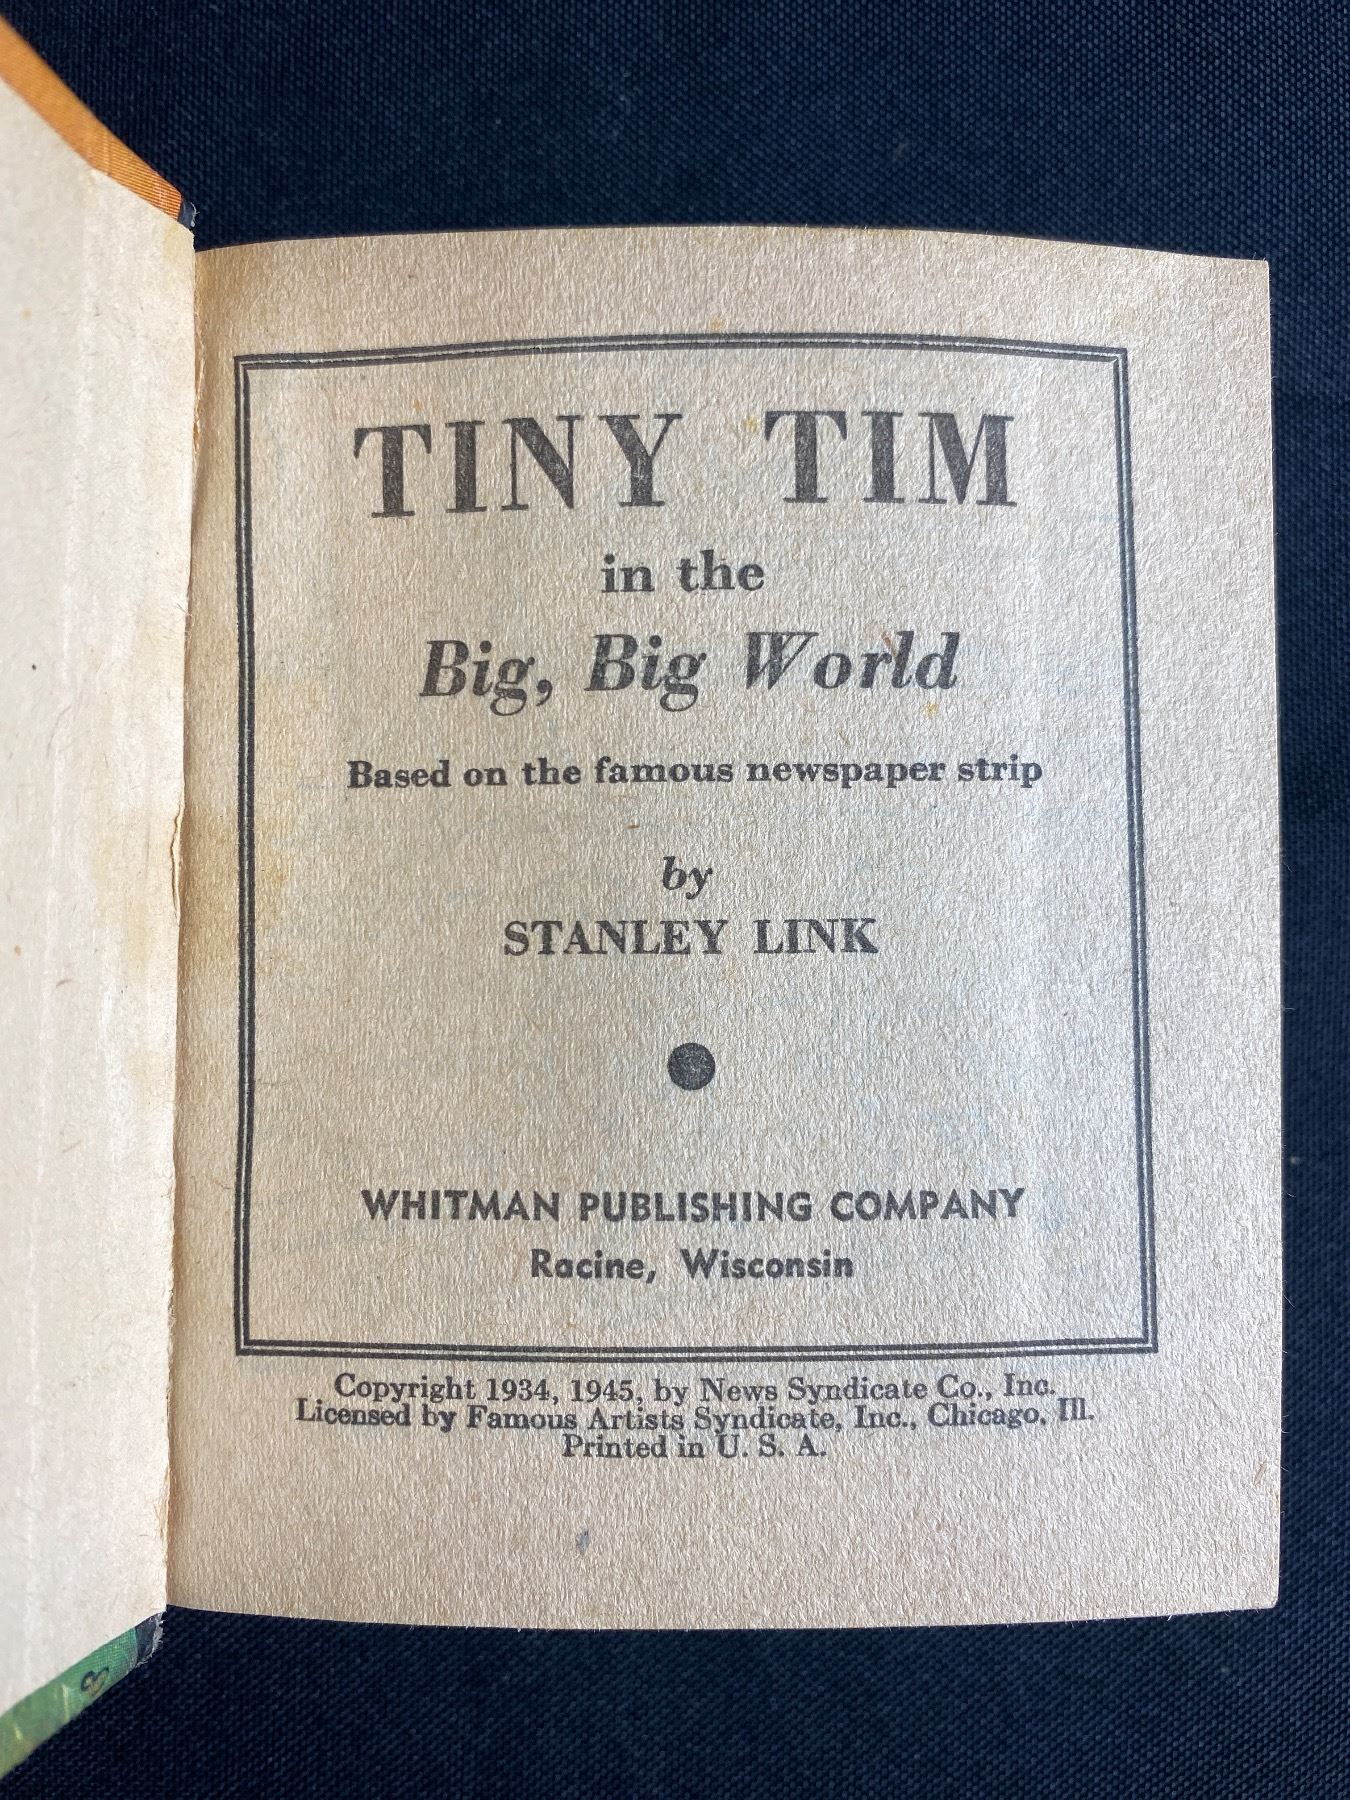 TINY TIM
in the
Big, Big World
Based on the famous newspaper strip
by
STANLEY LINK
WHITMAN PUBLISHING COMPANY
Racine, Wisconsin
Copyright 1934, 1945, by News Syndicate Co., Inc.
Licensed by Famous Artists Syndicate, Inc., Chicago, Ill.
Printed in U. S. A.